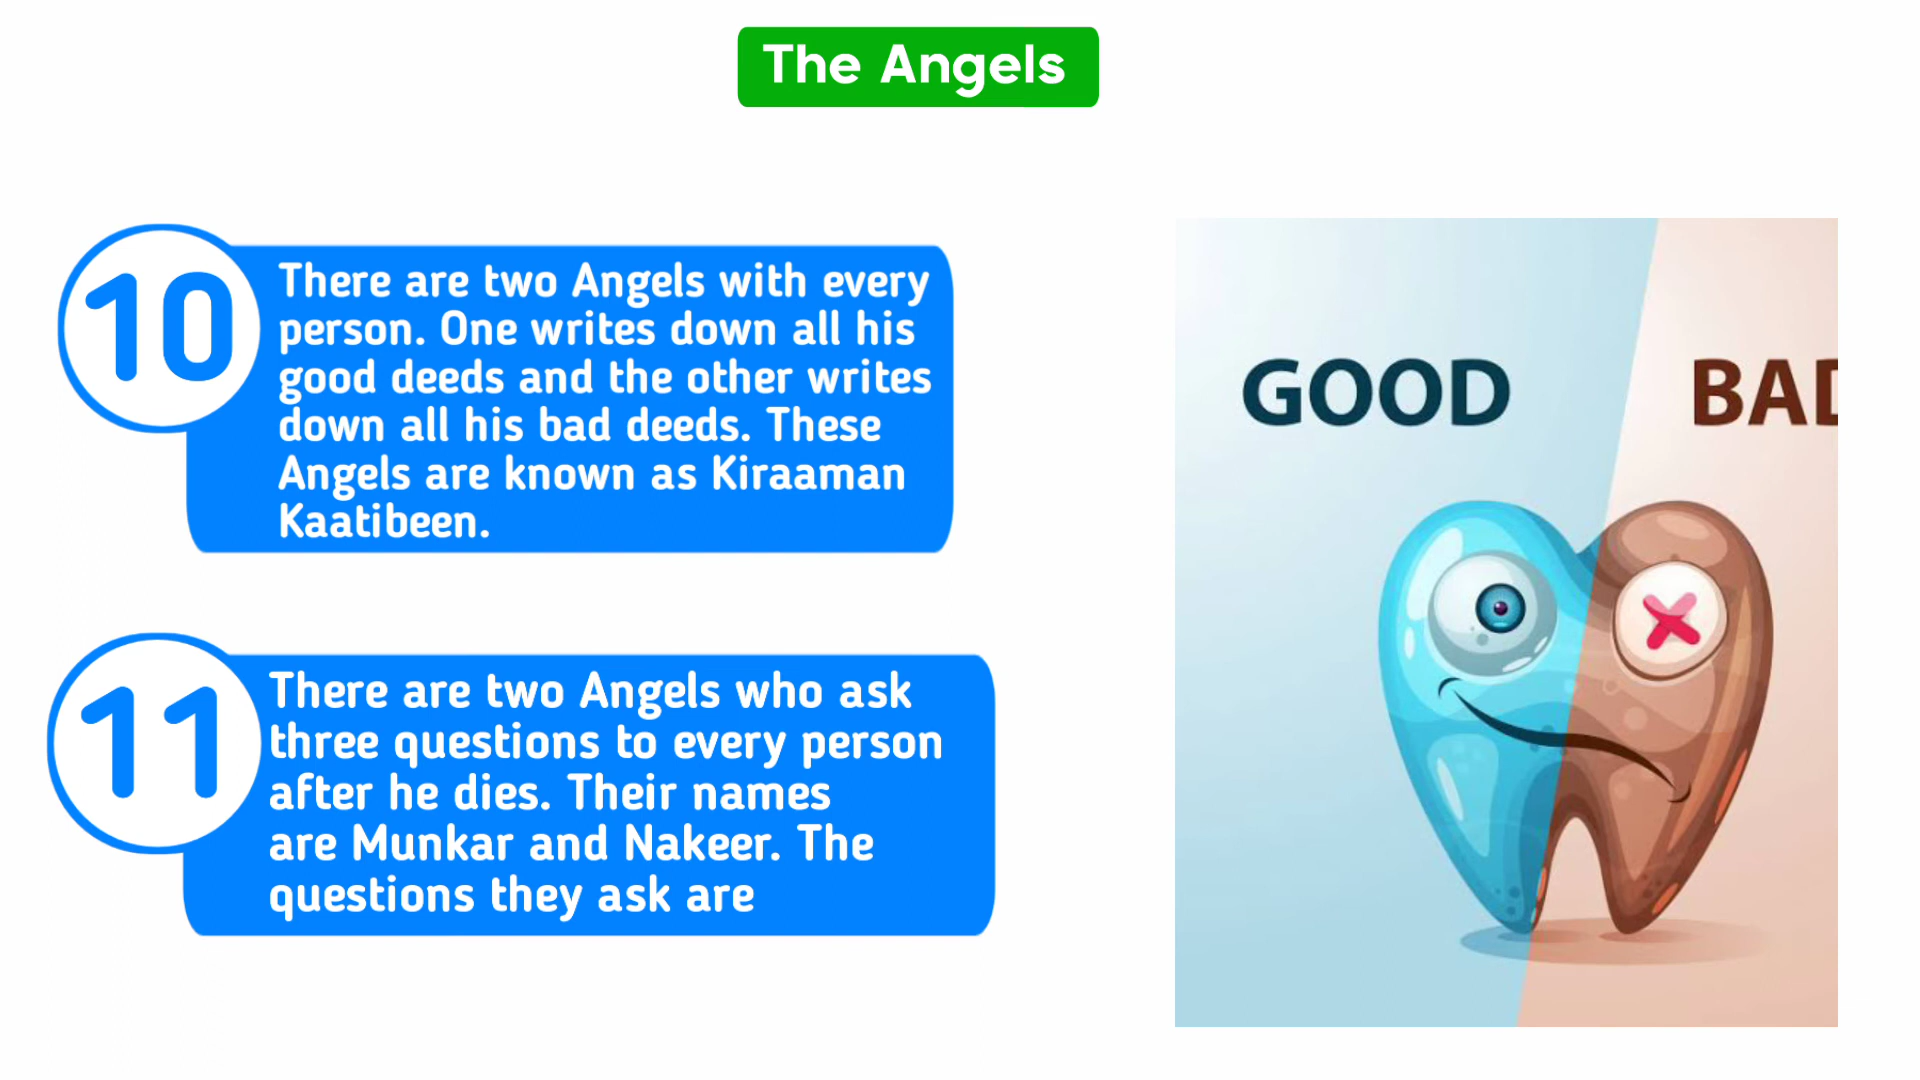 The Angels
10
There are two Angels with every
person. One writes down all his
good deeds and the other writes
down all his bad deeds. These
Angels are known as Kiraaman
Kaatibeen.
11
There are two Angels who ask
three questions to every person
after he dies. Their names
are Munkar and Nakeer. The
questions they ask are
GOOD
BAD